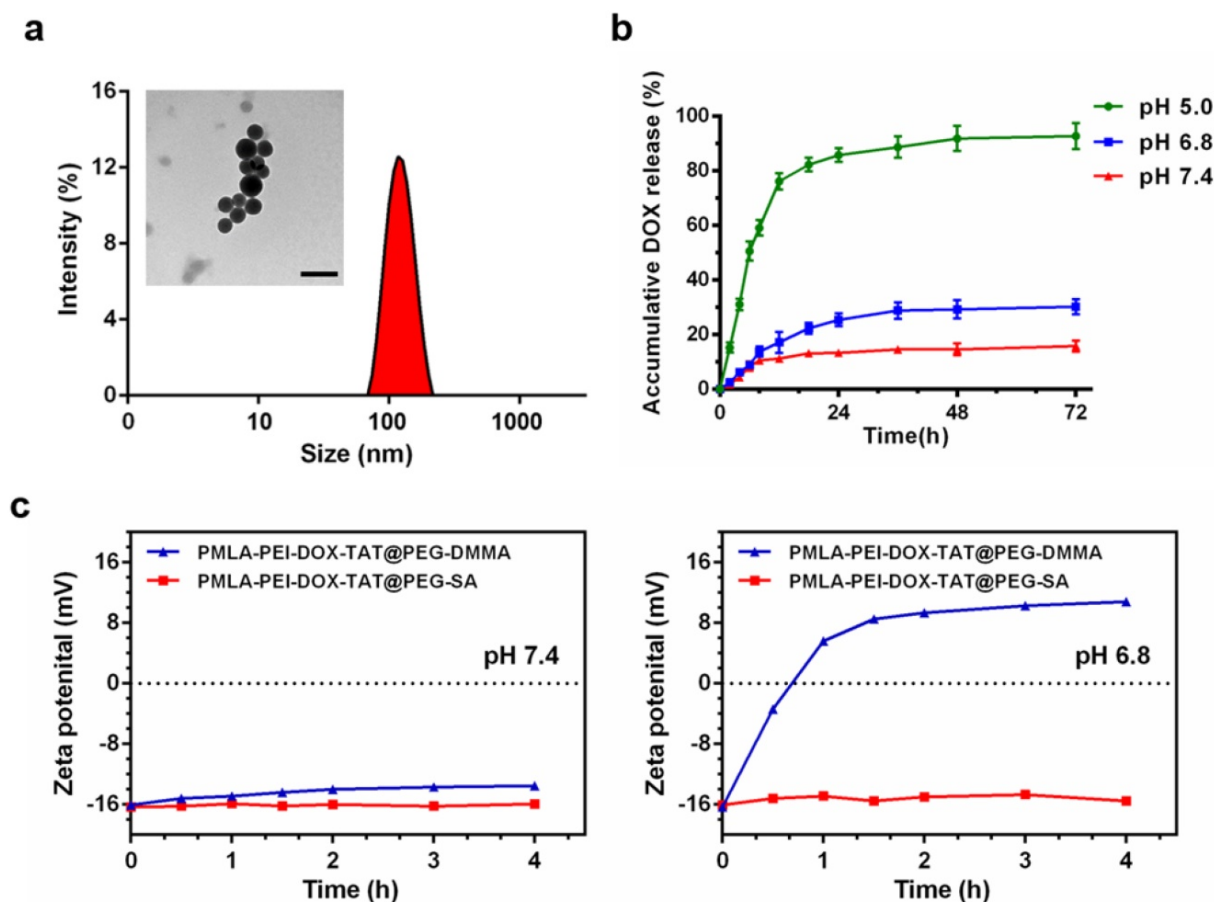 a
16
12
8
4
0
Intensity (%)
0
10
100
1000
Size (nm)
b
100
80
60
40
20
0
Accumulative DOX release (%)
0
24
48
72
Time(h)
pH 5.0
pH 6.8
pH 7.4
c
16
8
0
-8
-16
Zeta potenital (mV)
PMLA-PEI-DOX-TAT@PEG-DMMA
PMLA-PEI-DOX-TAT@PEG-SA
pH 7.4
0
1
2
3
4
Time (h)
16
8
0
-8
-16
Zeta potenital (mV)
PMLA-PEI-DOX-TAT@PEG-DMMA
PMLA-PEI-DOX-TAT@PEG-SA
pH 6.8
0
1
2
3
4
Time (h)